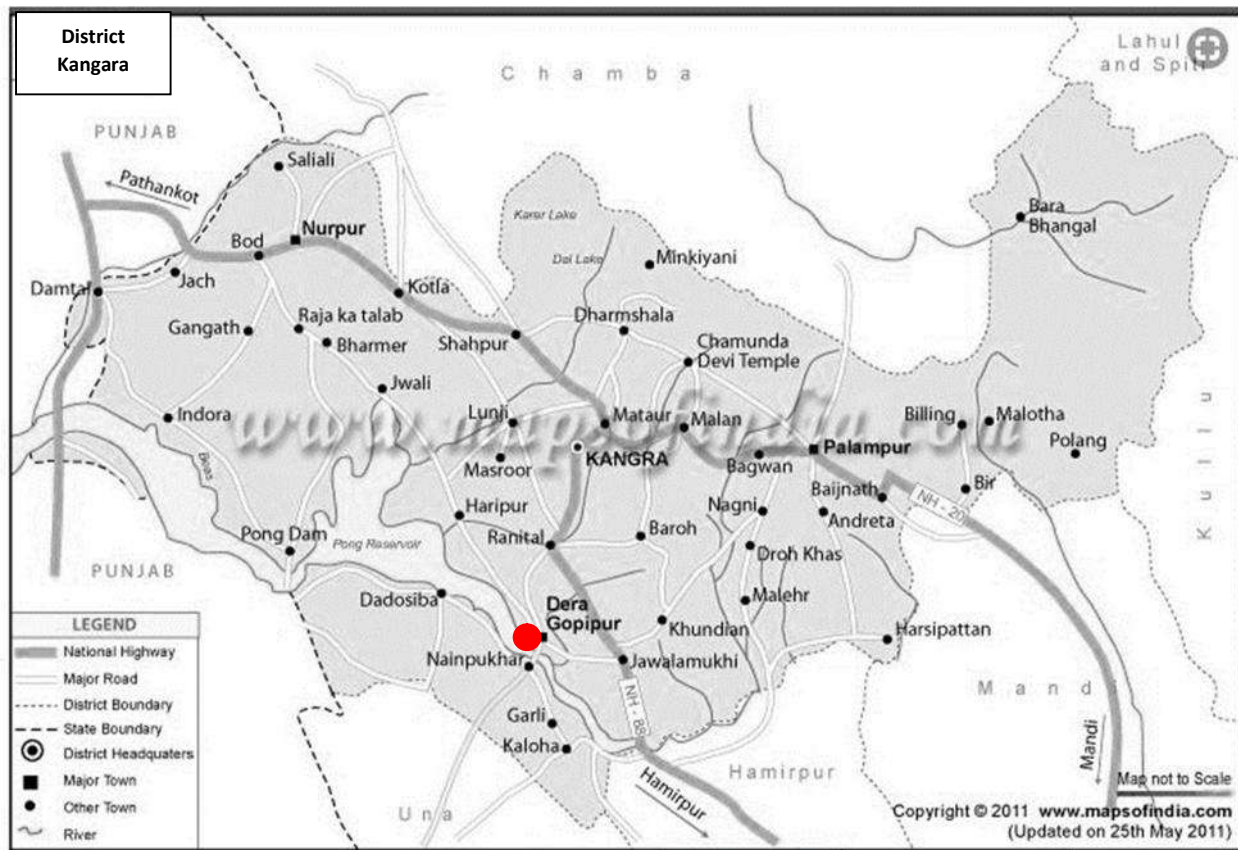 District
Kangara
Lahul
and Spiti
Chamba
PUNJAB
Saliali
Pathankot
Karer Lake
Bara
Bhangal
Nurpur
Bod
Dal Lake
Minkiyani
Jach
Damtal
Kotla
Dharmshala
Gangath
Raja ka talab
Bharmer
Shahpur
Chamunda
Devi Temple
Jwali
Indora
Lunji
Mataur
Malan
Billing
Malotha
www.mapsofindia.com
Polang
Palampur
KANGRA
Masroor
Bagwan
Beas
Baijnath
Bir
NH - 20
Kullu
Haripur
Nagni
Andreta
Pong Dam
Pong Reservoir
Ranital
Baroh
Droh Khas
PUNJAB
Dadosiba
Dera
Gopipur
Malehr
Khundian
Harsipattan
Nainpukhar
Jawalamukhi
NH - 88
Mandi
Garli
Kaloha
Mandi
Hamirpur
Hamirpur
Una
LEGEND
National Highway
Major Road
District Boundary
State Boundary
District Headquaters
Major Town
Other Town
River
Map not to Scale
Copyright © 2011 www.mapsofindia.com
(Updated on 25th May 2011)